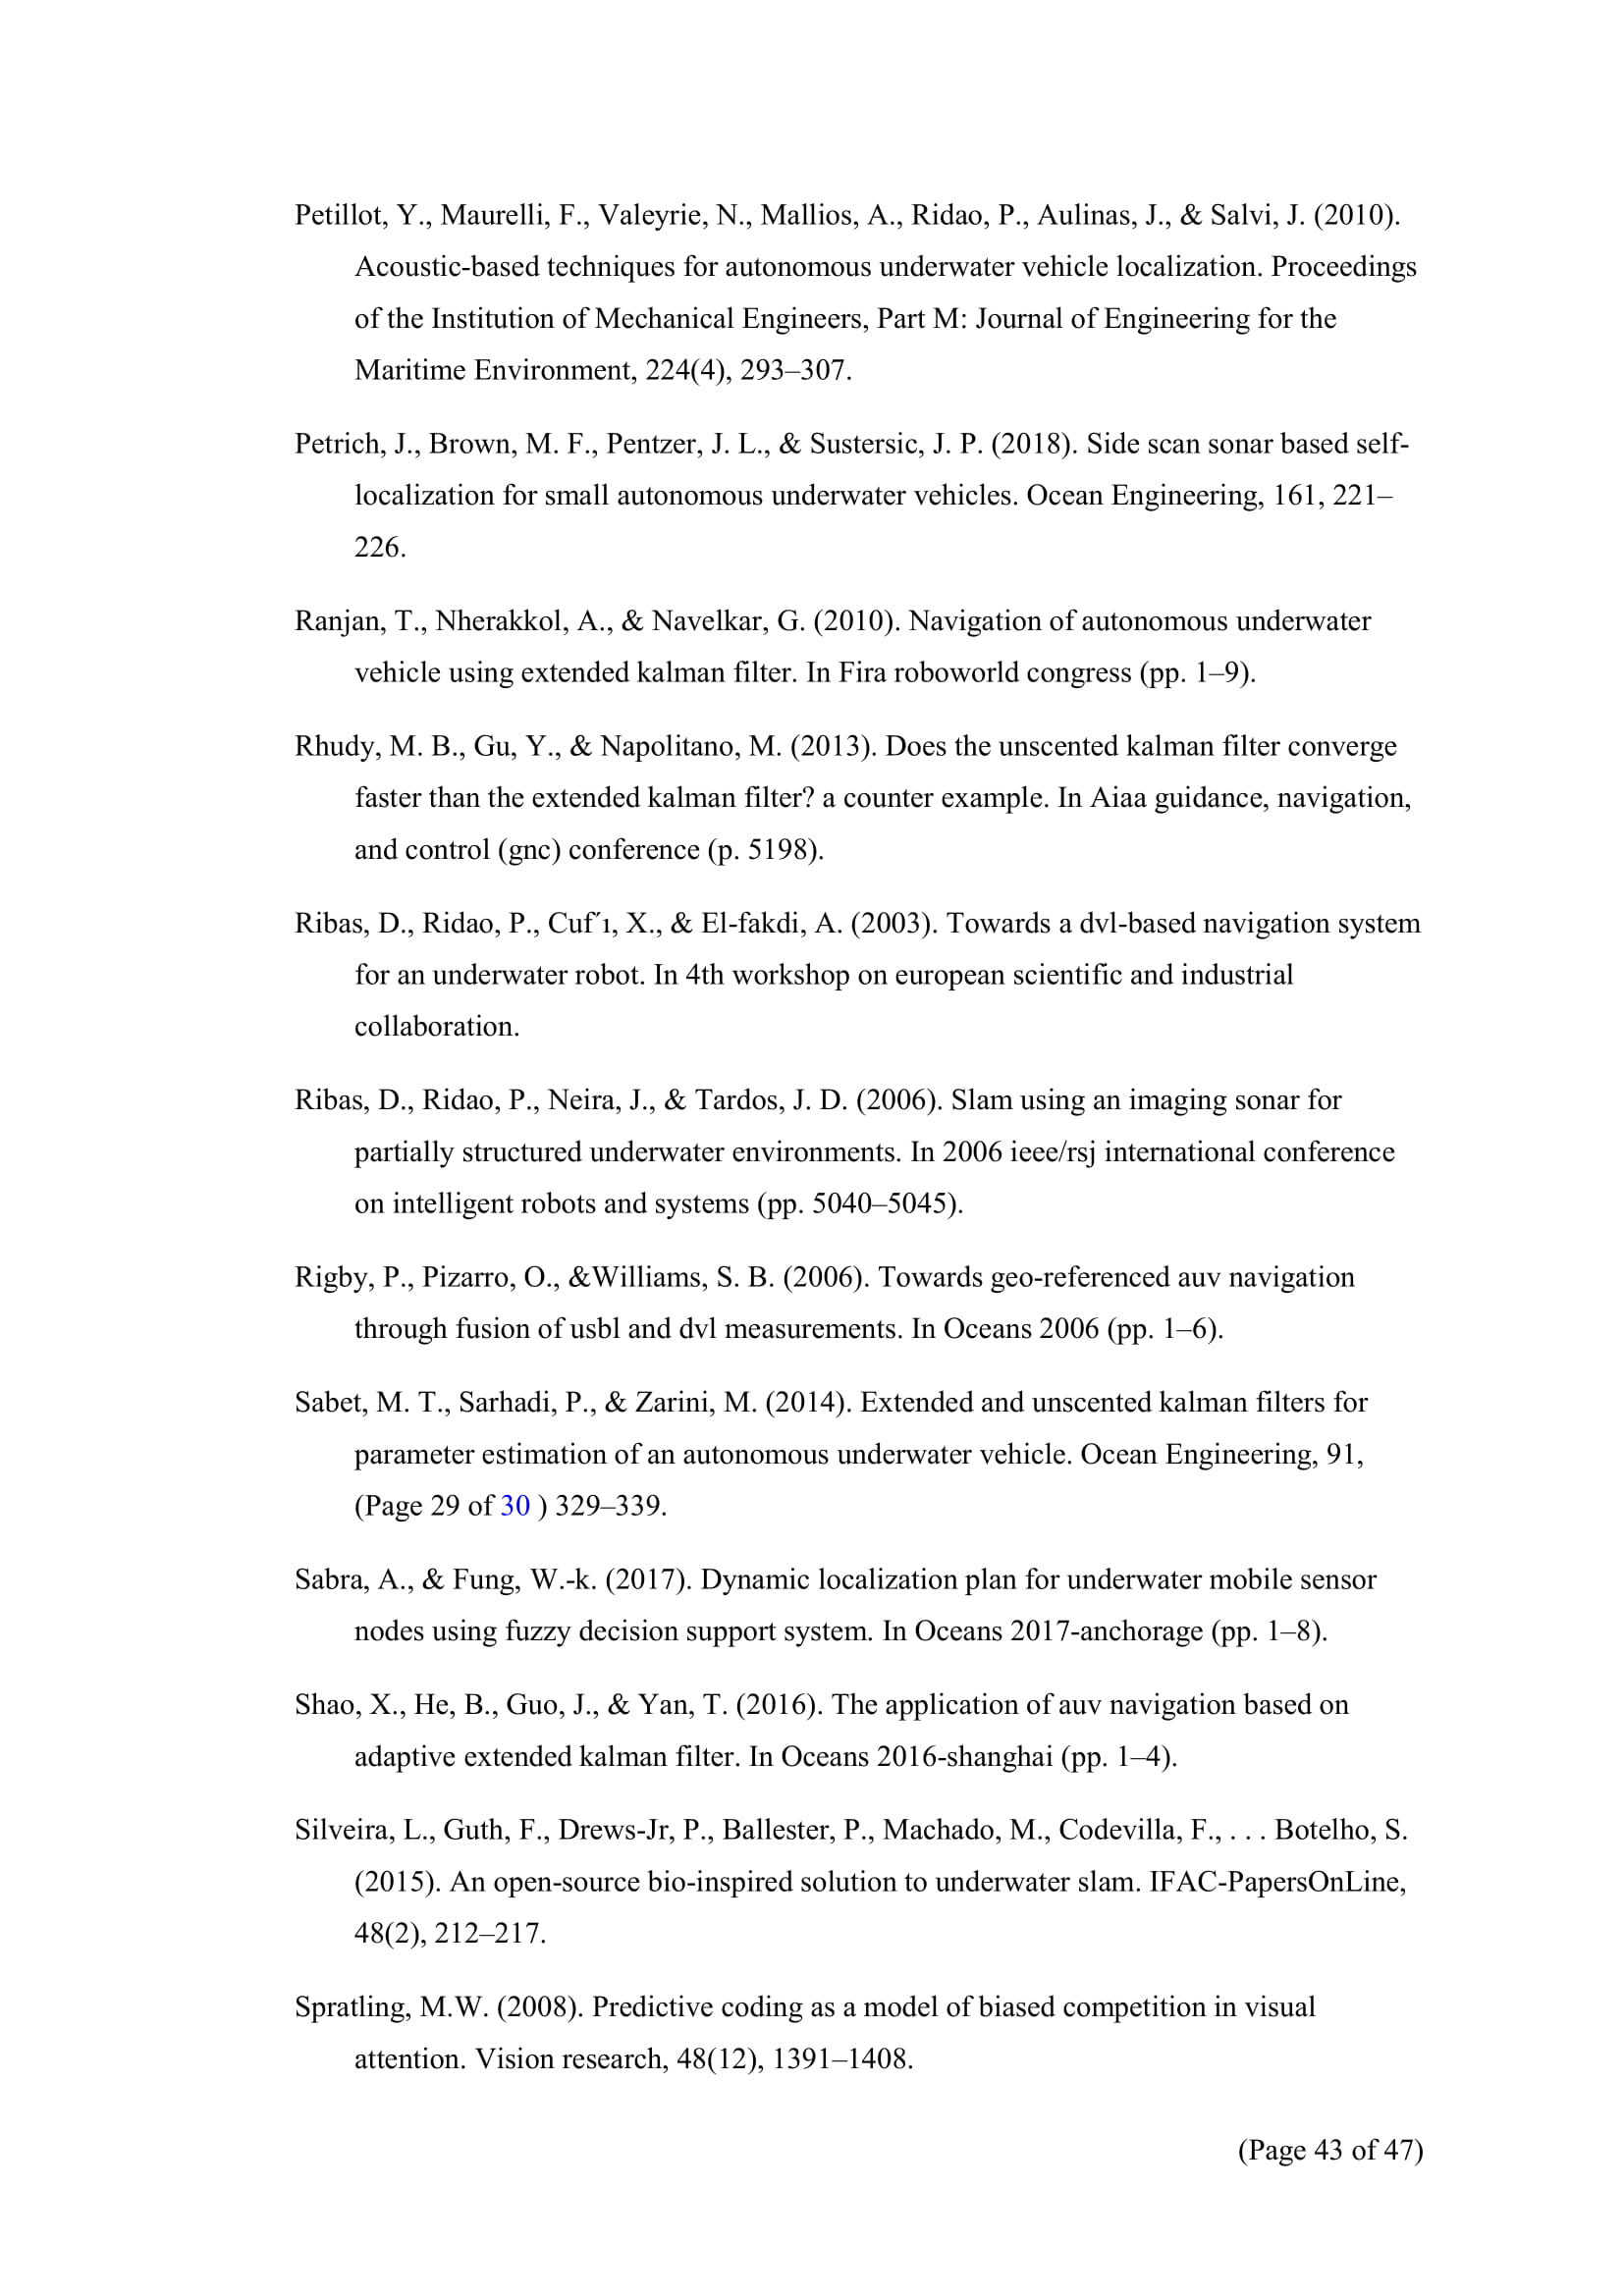 Petillot, Y., Maurelli, F., Valeyrie, N., Mallios, A., Ridao, P., Aulinas, J., & Salvi, J. (2010).
Acoustic-based techniques for autonomous underwater vehicle localization. Proceedings
of the Institution of Mechanical Engineers, Part M: Journal of Engineering for the
Maritime Environment, 224(4), 293–307.
Petrich, J., Brown, M. F., Pentzer, J. L., & Sustersic, J. P. (2018). Side scan sonar based self-
localization for small autonomous underwater vehicles. Ocean Engineering, 161, 221–
226.
Ranjan, T., Nherakkol, A., & Navelkar, G. (2010). Navigation of autonomous underwater
vehicle using extended kalman filter. In Fira roboworld congress (pp. 1–9).
Rhudy, M. B., Gu, Y., & Napolitano, M. (2013). Does the unscented kalman filter converge
faster than the extended kalman filter? a counter example. In Aiaa guidance, navigation,
and control (gnc) conference (p. 5198).
Ribas, D., Ridao, P., Cuf´ı, X., & El-fakdi, A. (2003). Towards a dvl-based navigation system
for an underwater robot. In 4th workshop on european scientific and industrial
collaboration.
Ribas, D., Ridao, P., Neira, J., & Tardos, J. D. (2006). Slam using an imaging sonar for
partially structured underwater environments. In 2006 ieee/rsj international conference
on intelligent robots and systems (pp. 5040–5045).
Rigby, P., Pizarro, O., &Williams, S. B. (2006). Towards geo-referenced auv navigation
through fusion of usbl and dvl measurements. In Oceans 2006 (pp. 1–6).
Sabet, M. T., Sarhadi, P., & Zarini, M. (2014). Extended and unscented kalman filters for
parameter estimation of an autonomous underwater vehicle. Ocean Engineering, 91,
(Page 29 of 30 ) 329–339.
Sabra, A., & Fung, W.-k. (2017). Dynamic localization plan for underwater mobile sensor
nodes using fuzzy decision support system. In Oceans 2017-anchorage (pp. 1–8).
Shao, X., He, B., Guo, J., & Yan, T. (2016). The application of auv navigation based on
adaptive extended kalman filter. In Oceans 2016-shanghai (pp. 1–4).
Silveira, L., Guth, F., Drews-Jr, P., Ballester, P., Machado, M., Codevilla, F., . . . Botelho, S.
(2015). An open-source bio-inspired solution to underwater slam. IFAC-PapersOnLine,
48(2), 212–217.
Spratling, M.W. (2008). Predictive coding as a model of biased competition in visual
attention. Vision research, 48(12), 1391–1408.
(Page 43 of 47)